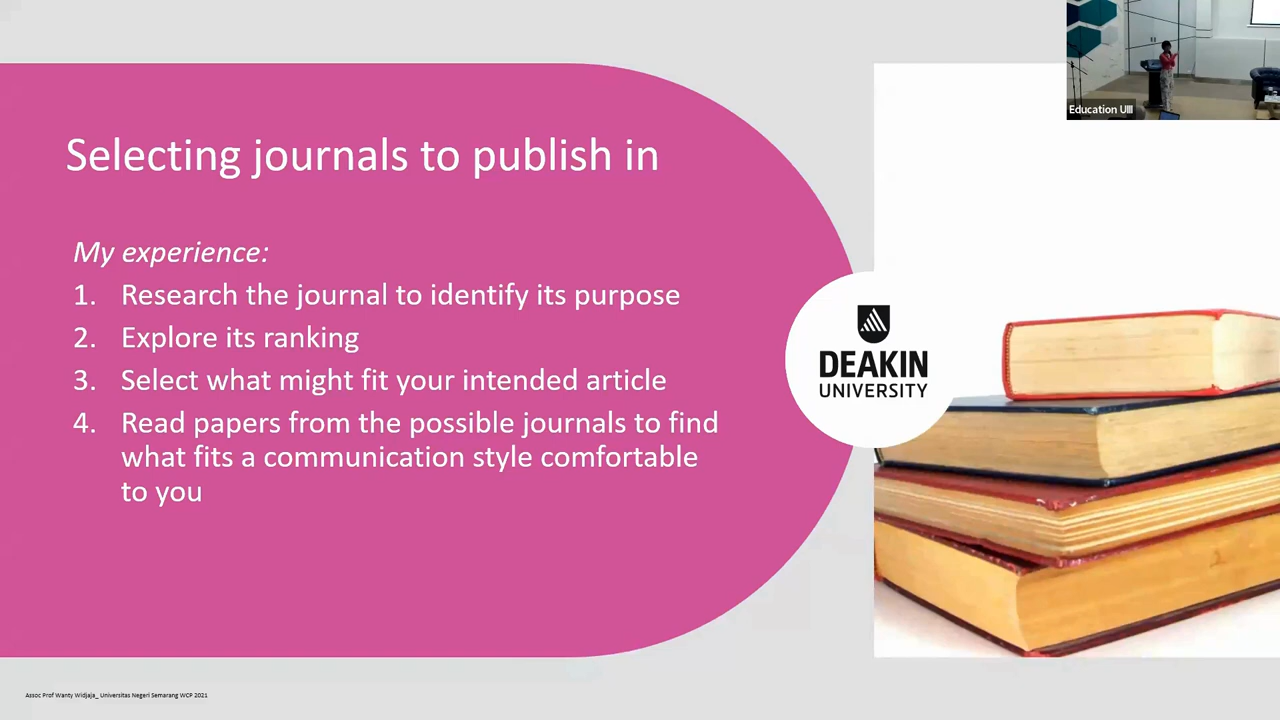 Selecting journals to publish in
My experience:
1. Research the journal to identify its purpose
2. Explore its ranking
3. Select what might fit your intended article
4. Read papers from the possible journals to find
what fits a communication style comfortable
to you
DEAKIN
UNIVERSITY
Education UIII
Assoc Prof Wanty Widjaja_ Universitas Negeri Semarang WCP 2021